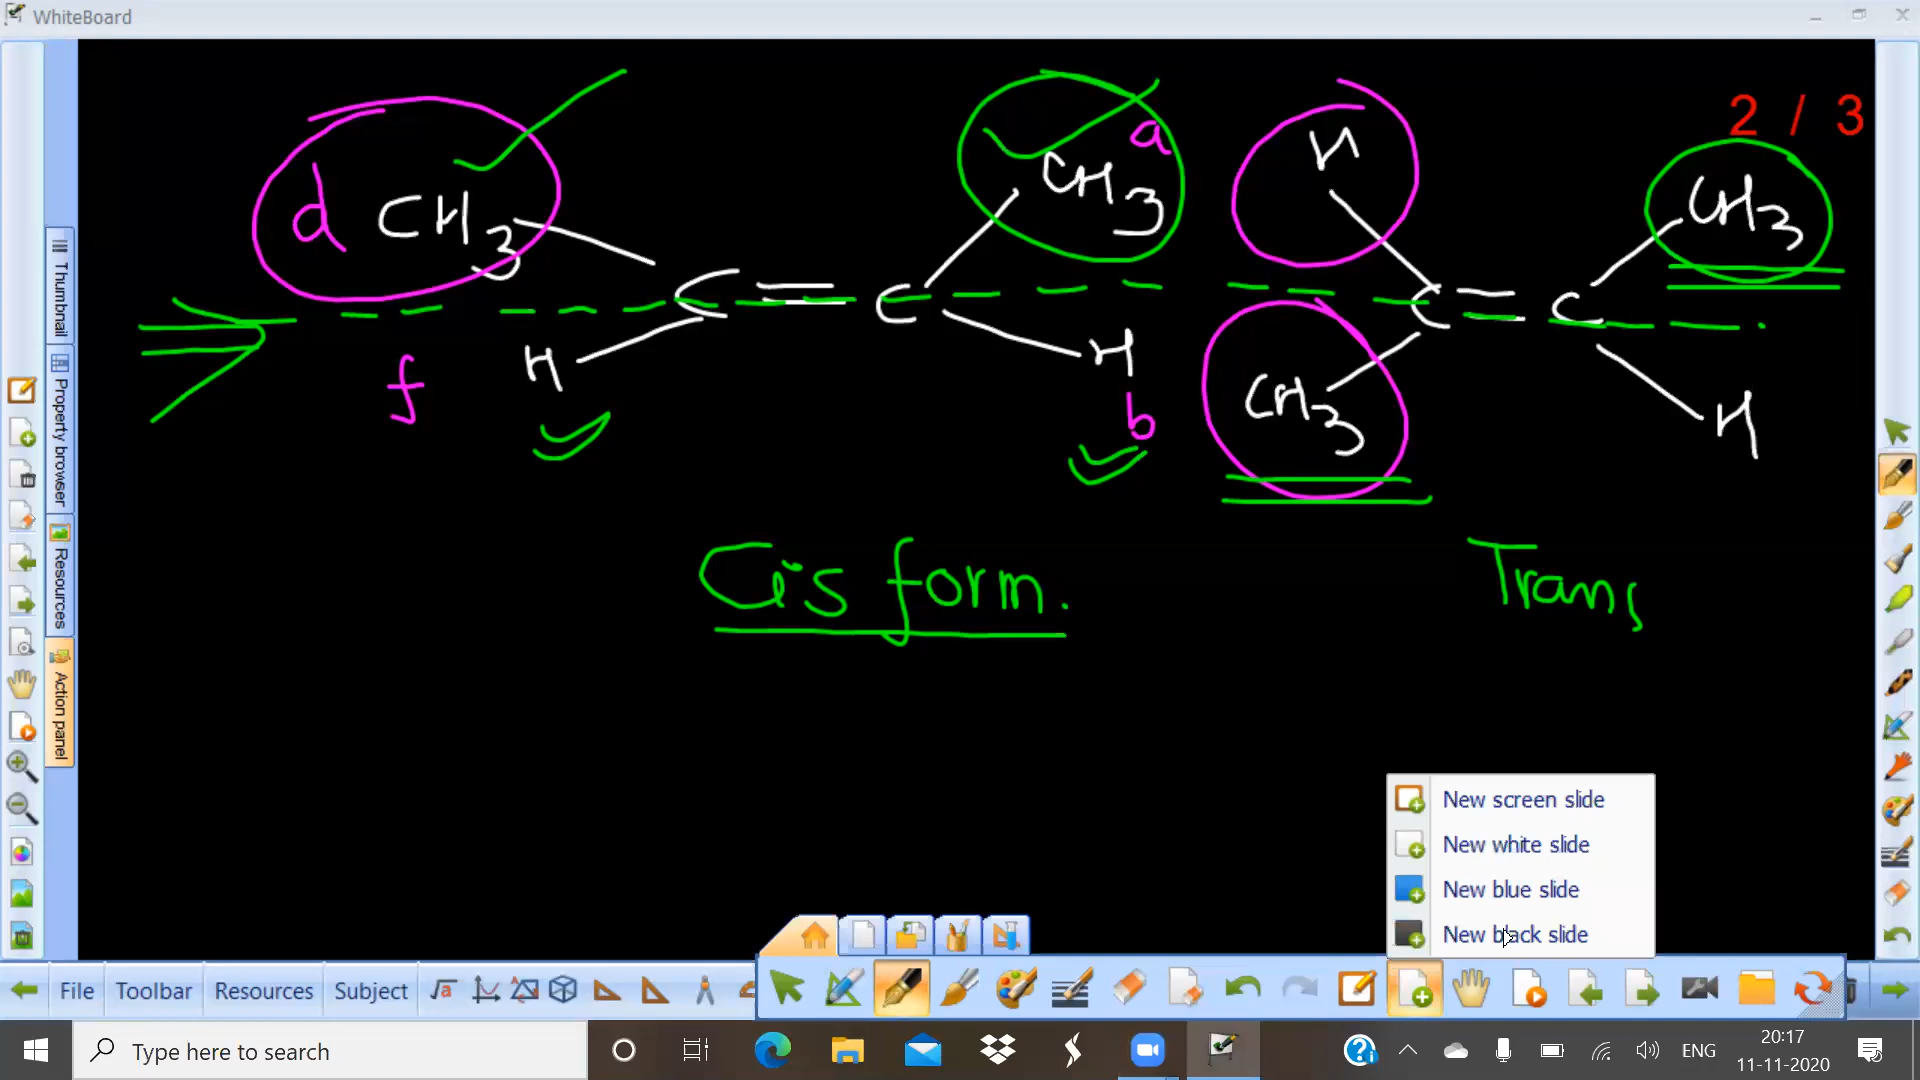 WhiteBoard
2 / 3
d CH3
a
CH3
H
CH3
C = C
C = C
f H
H
b
CH3
H
Cis form.
Trans
Thumbnail
Property browser
Resources
Action panel
New screen slide
New white slide
New blue slide
New black slide
File Toolbar Resources Subject
Type here to search
ENG
20:17
11-11-2020